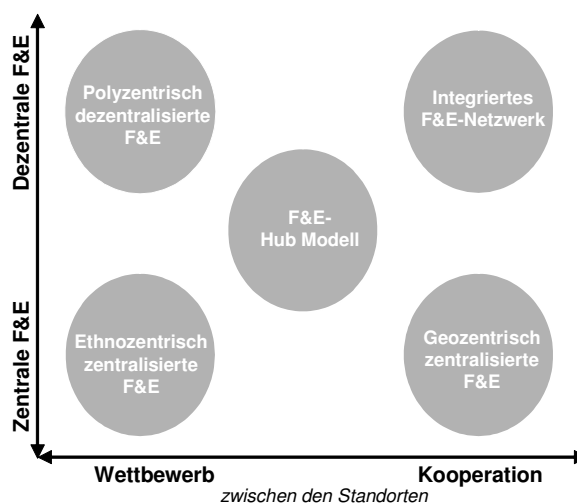 Dezentrale F&E
Polyzentrisch
dezentralisierte
F&E
Integriertes
F&E-Netzwerk
F&E-
Hub Modell
Zentrale F&E
Ethnozentrisch
zentralisierte
F&E
Geozentrisch
zentralisierte
F&E
Wettbewerb
Kooperation
zwischen den Standorten